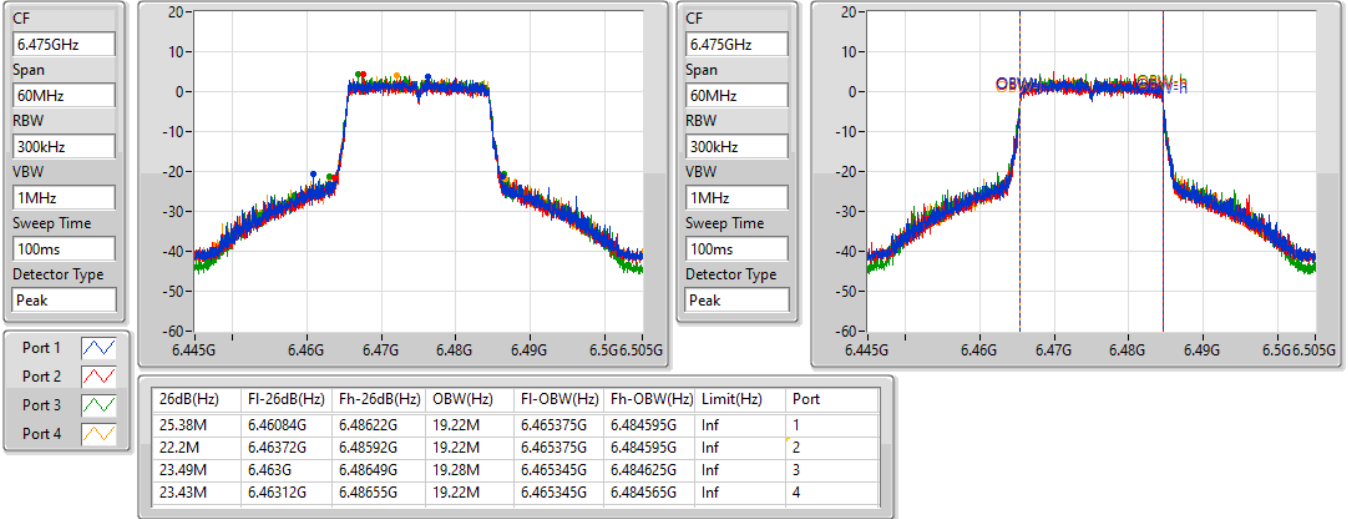 CF
6.475GHz
Span
60MHz
RBW
300kHz
VBW
1MHz
Sweep Time
100ms
Detector Type
Peak
20
10
0
-10
-20
-30
-40
-50
-60
6.445G 6.46G 6.47G 6.48G 6.49G 6.5G 6.505G
CF
6.475GHz
Span
60MHz
RBW
300kHz
VBW
1MHz
Sweep Time
100ms
Detector Type
Peak
20
10
0
-10
-20
-30
-40
-50
-60
OBW-h
6.445G 6.46G 6.47G 6.48G 6.49G 6.5G 6.505G
Port 1
Port 2
Port 3
Port 4
26dB(Hz) Fl-26dB(Hz) Fh-26dB(Hz) OBW(Hz) Fl-OBW(Hz) Fh-OBW(Hz) Limit(Hz) Port
25.38M 6.46084G 6.48622G 19.22M 6.465375G 6.484595G Inf 1
22.2M 6.46372G 6.48592G 19.22M 6.465375G 6.484595G Inf 2
23.49M 6.463G 6.48649G 19.28M 6.465345G 6.484625G Inf 3
23.43M 6.46312G 6.48655G 19.22M 6.465345G 6.484565G Inf 4